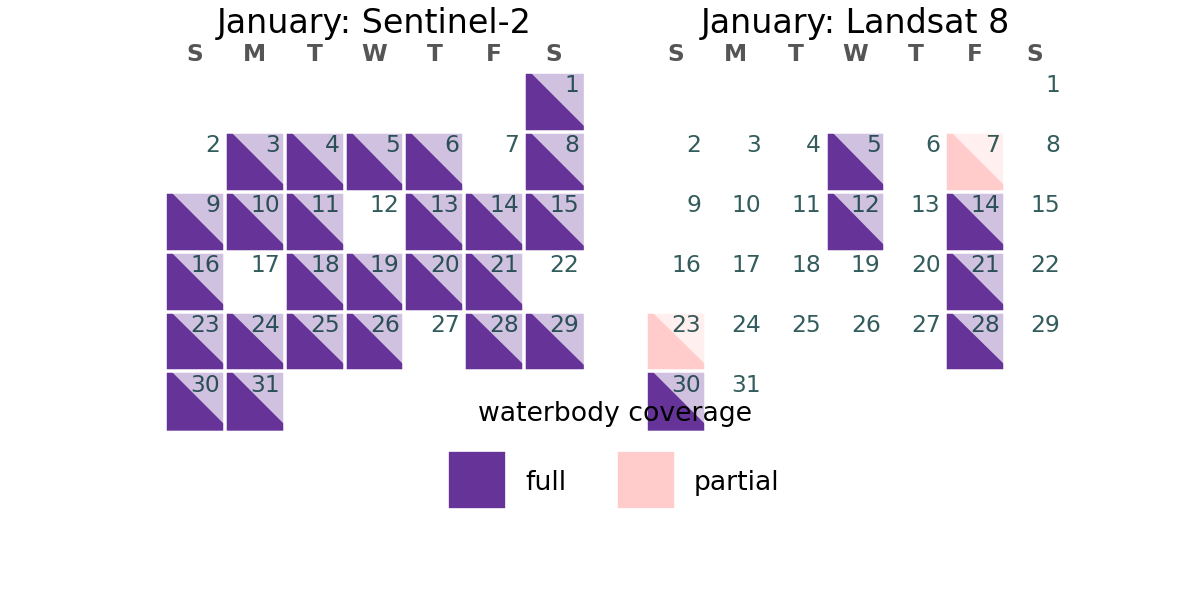 January: Sentinel-2
S M T W T F S
1
2 3 4 5 6 7 8
9 10 11 12 13 14 15
16 17 18 19 20 21 22
23 24 25 26 27 28 29
30 31
January: Landsat 8
S M T W T F S
1
2 3 4 5 6 7 8
9 10 11 12 13 14 15
16 17 18 19 20 21 22
23 24 25 26 27 28 29
30 31
waterbody coverage
full partial